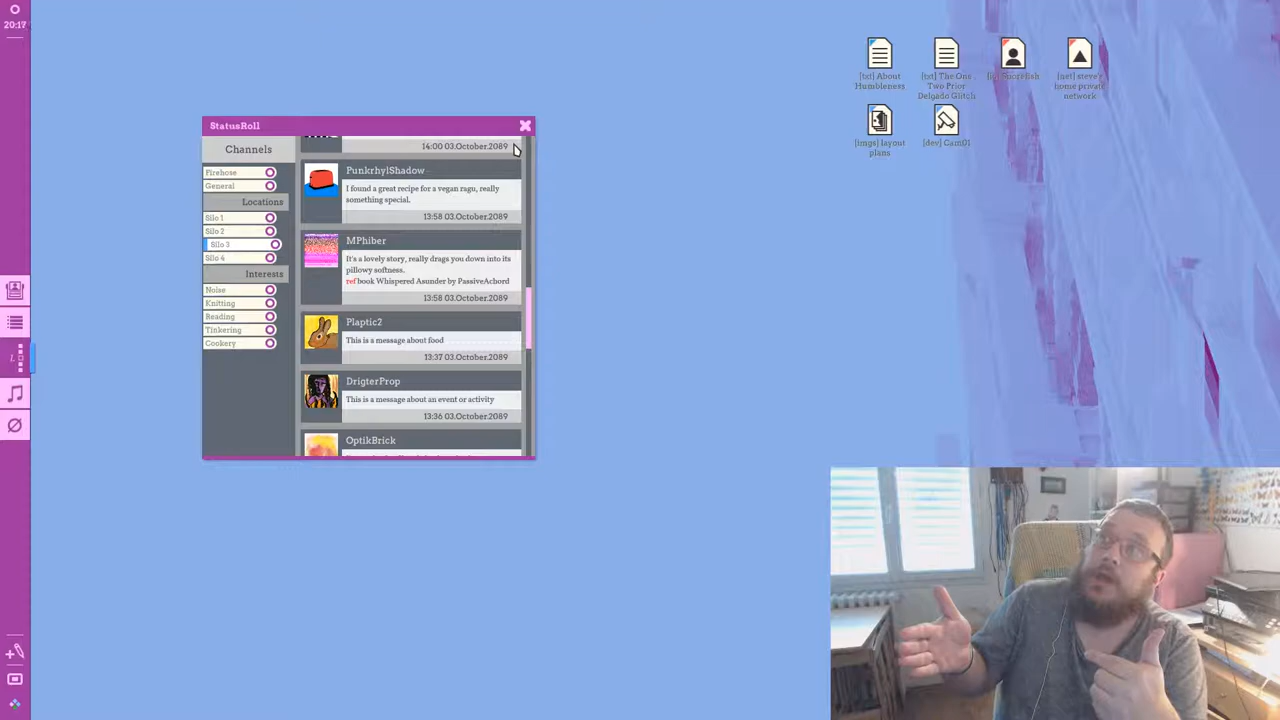 20:17
StatusRoll
Channels
Firehose
General
Locations
Silo 1
Silo 2
Silo 3
Silo 4
Interests
Noise
Knitting
Reading
Tinkering
Cookery
14:00 03.October.2089
PunkrhylShadow
I found a great recipe for a vegan ragu, really
something special.
13:58 03.October.2089
MPhiber
It's a lovely story, really drags you down into its
pillowy softness.
ref book Whispered Asunder by PassiveAchord
13:58 03.October.2089
Plaptic2
This is a message about food
13:37 03.October.2089
DrigterProp
This is a message about an event or activity
13:36 03.October.2089
OptikBrick
[txt] About
Humbleness
[txt] The One
Two Prior
Delgado Glitch
[net] steve's
home private
network
[imgs] layout
plans
[dev] Cam01